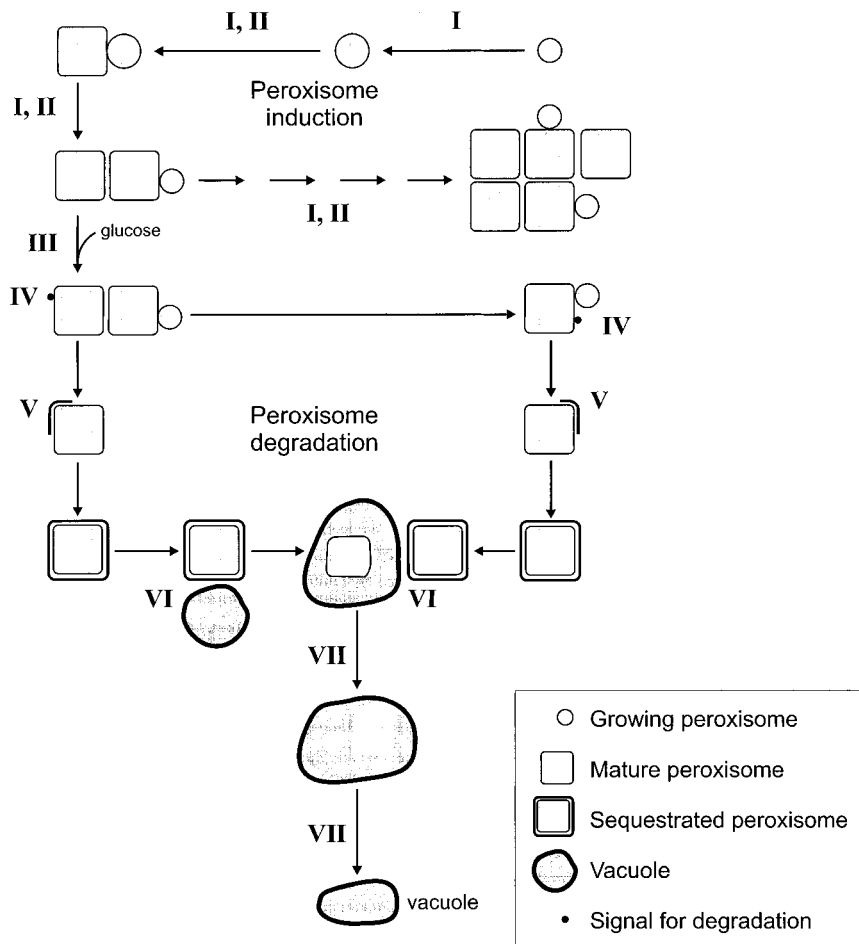 I, II
I
Peroxisome
induction
I, II
I, II
III
glucose
IV
IV
V
V
Peroxisome
degradation
VI
VI
VII
VII
vacuole
Growing peroxisome
Mature peroxisome
Sequestrated peroxisome
Vacuole
Signal for degradation